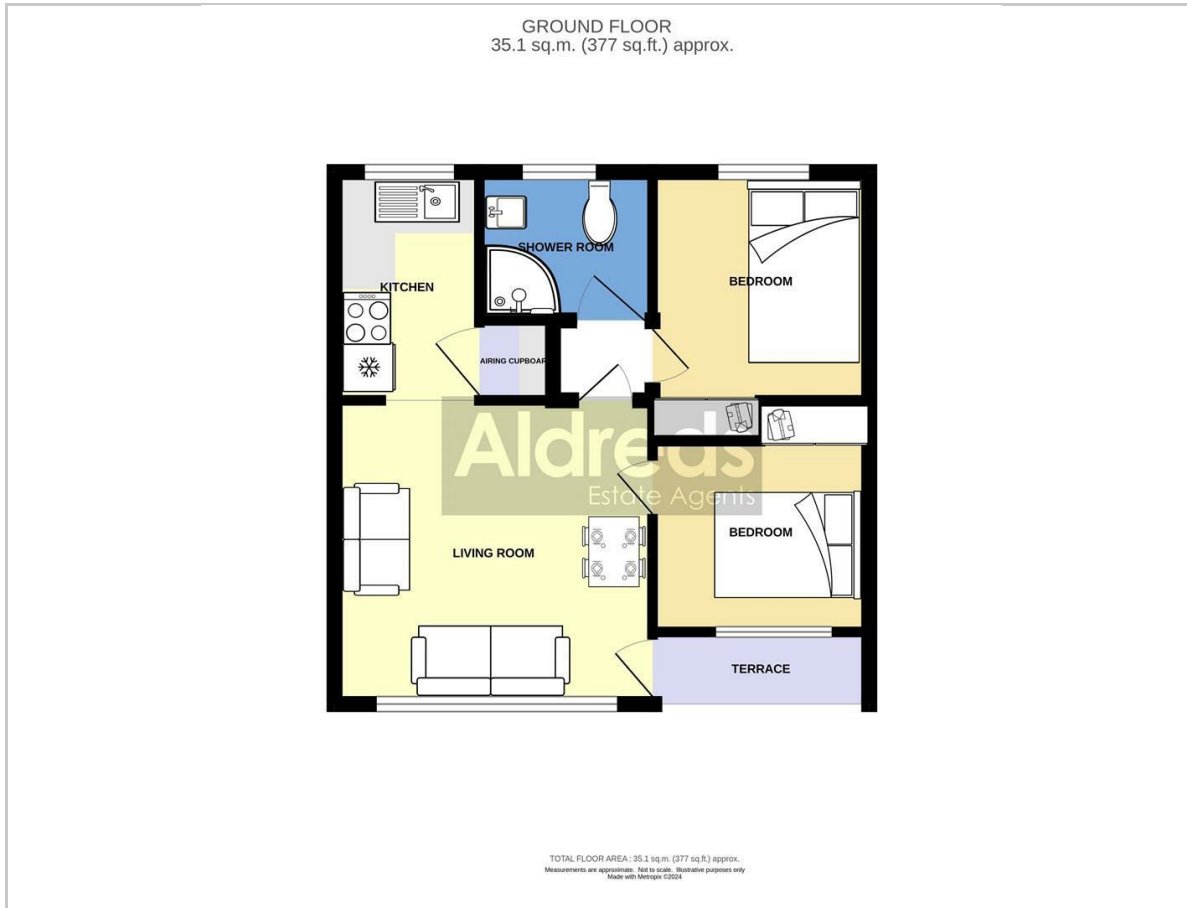 GROUND FLOOR
35.1 sq.m. (377 sq.ft.) approx.
SHOWER ROOM
KITCHEN
BEDROOM
AIRING CUPBOAR
Aldreds
Estate Agents
LIVING ROOM
BEDROOM
TERRACE
TOTAL FLOOR AREA : 35.1 sq.m. (377 sq.ft.) approx.
Measurements are approximate. Not to scale. Illustrative purposes only
Made with Metropix ©2024